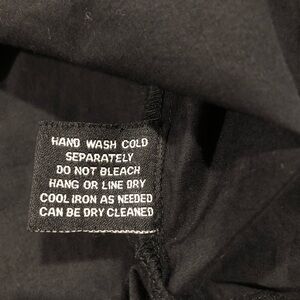 HAND WASH COLD
SEPARATELY
DO NOT BLEACH
HANG OR LINE DRY
COOL IRON AS NEEDED
CAN BE DRY CLEANED